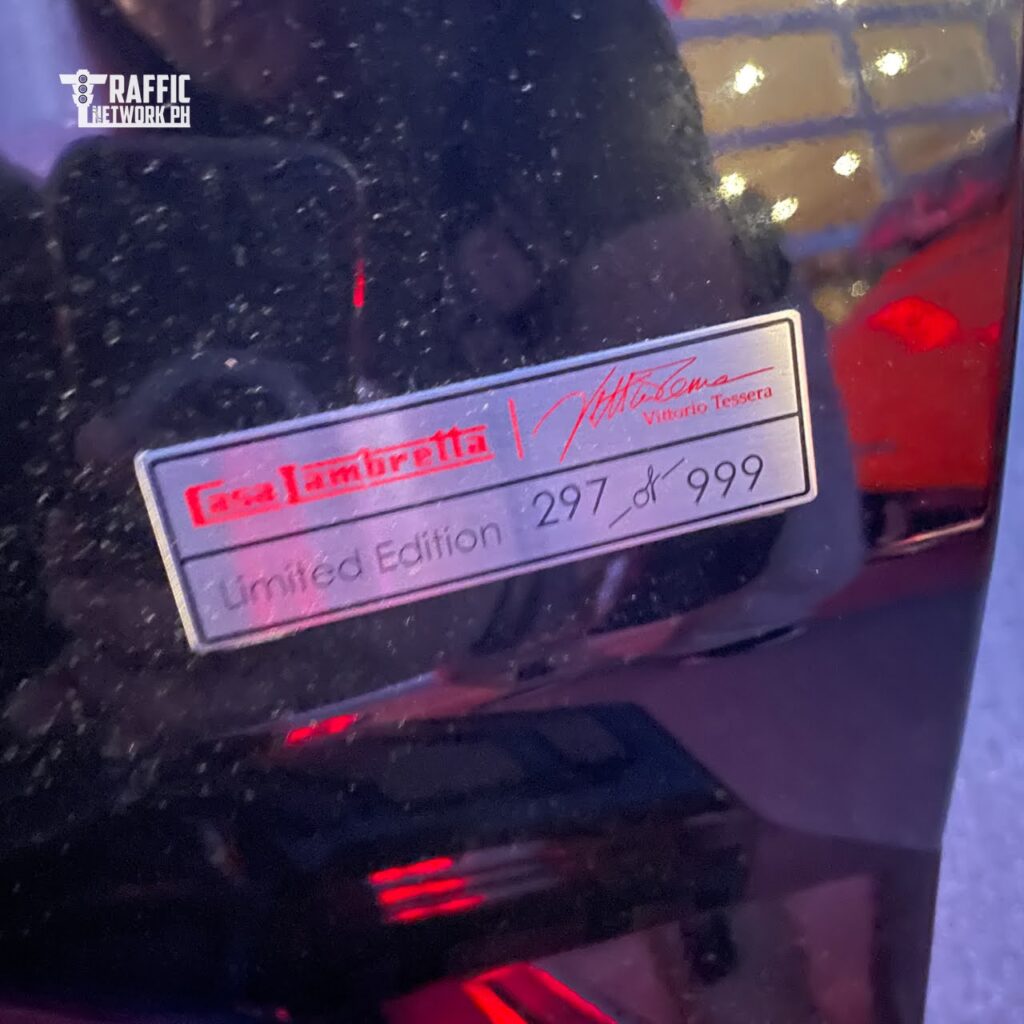 TRAFFIC
NETWORK PH
Casa Lambretta
Vittorio Tessera
Limited Edition 297 of 999